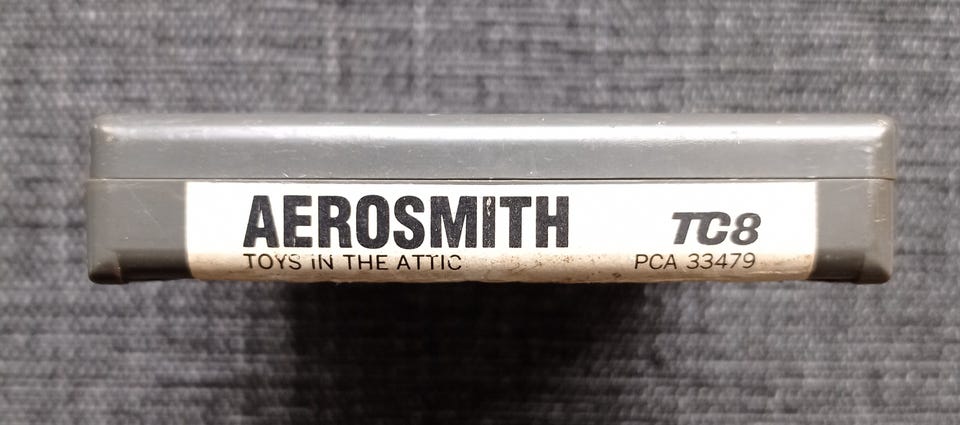 AEROSMITH TC8
TOYS IN THE ATTIC PCA 33479